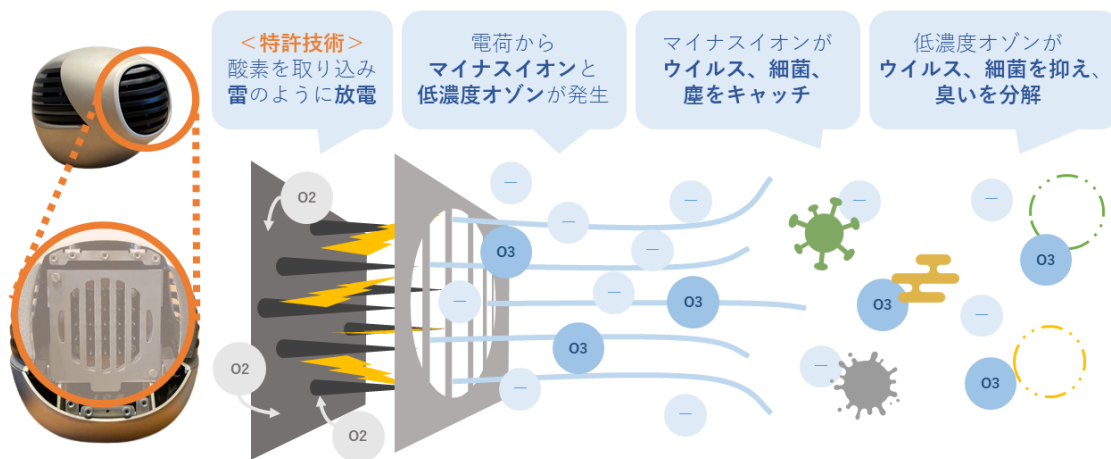 ＜特許技術＞
酸素を取り込み
雷のように放電
電荷から
マイナスイオンと
低濃度オゾンが発生
マイナスイオンが
ウイルス、細菌、
塵をキャッチ
低濃度オゾンが
ウイルス、細菌を抑え、
臭いを分解
O2
O2
O2
O3
O3
O3
O3
O3
O3
－
－
－
－
－
－
－
－
－
－
－
－